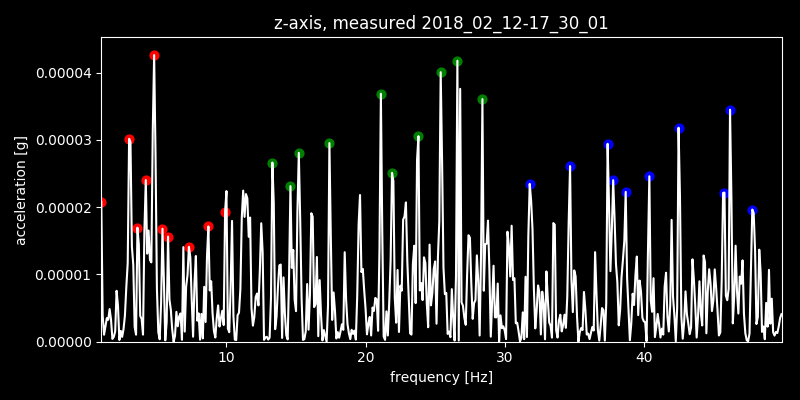 z-axis, measured 2018_02_12-17_30_01
0.00004
0.00003
0.00002
0.00001
0.00000
acceleration [g]
10 20 30 40
frequency [Hz]